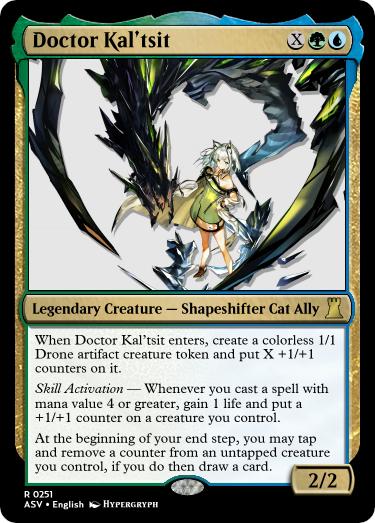 Doctor Kal'tsit X
Legendary Creature — Shapeshifter Cat Ally
When Doctor Kal'tsit enters, create a colorless 1/1
Drone artifact creature token and put X +1/+1
counters on it.
Skill Activation — Whenever you cast a spell with
mana value 4 or greater, gain 1 life and put a
+1/+1 counter on a creature you control.
At the beginning of your end step, you may tap
and remove a counter from an untapped creature
you control, if you do then draw a card.
2/2
R 0251
ASV • English Hypergryph